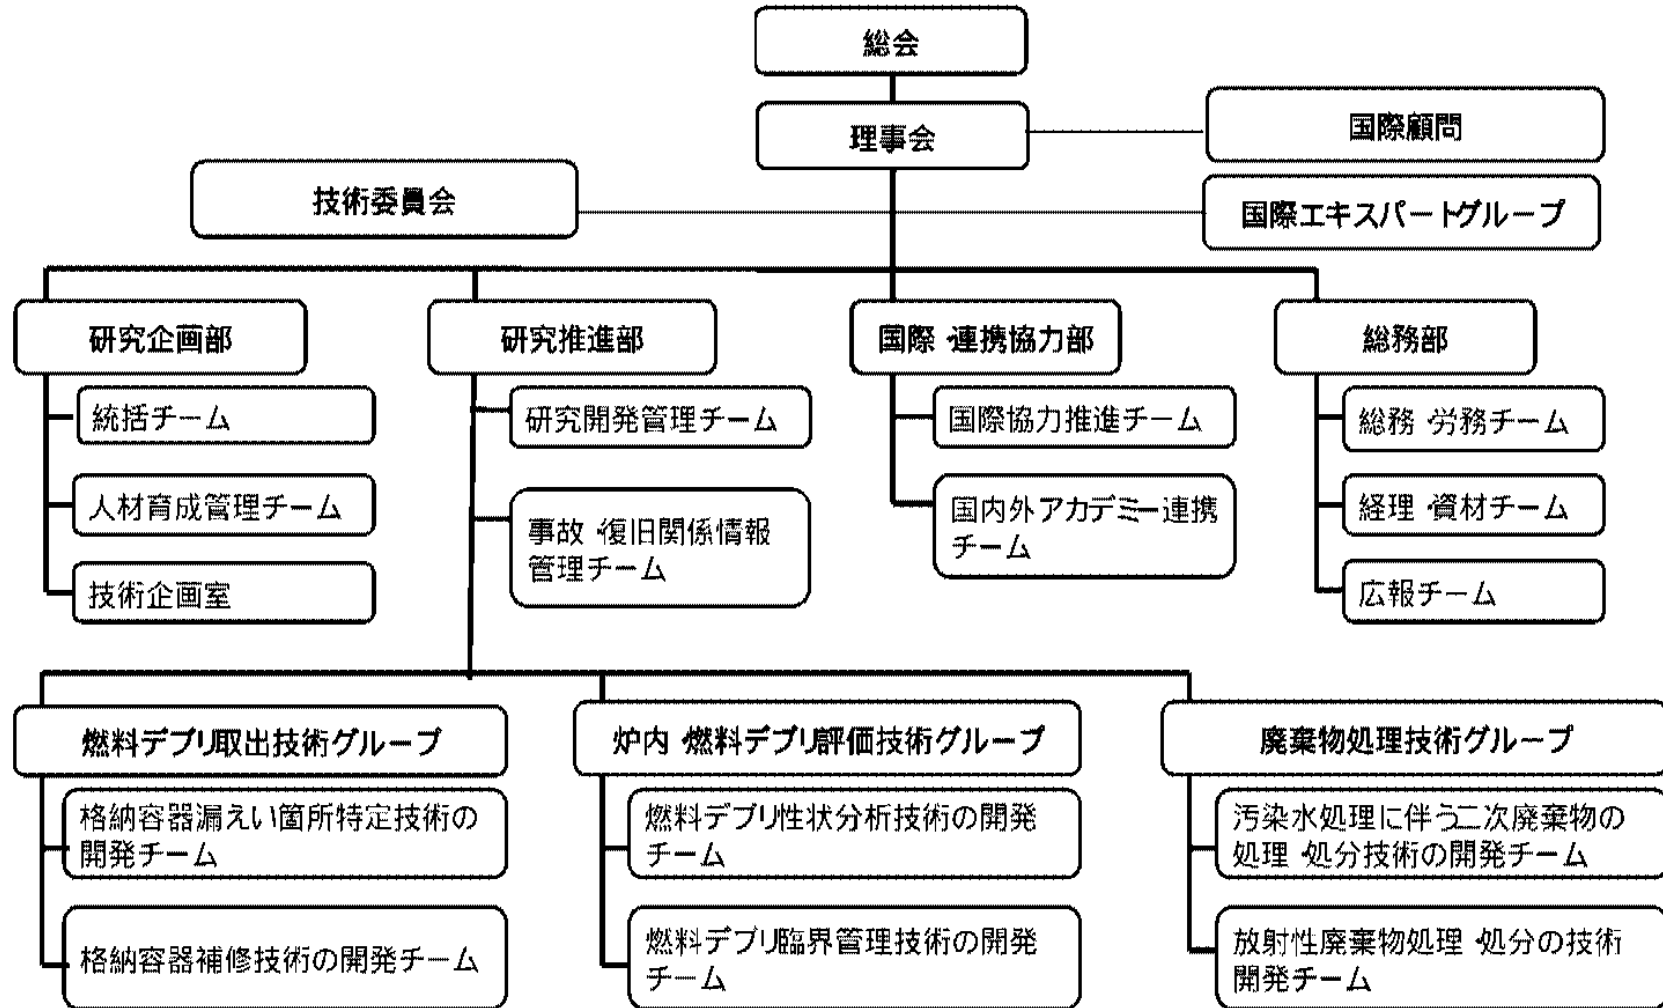 総会
理事会
国際顧問
技術委員会
国際エキスパートグループ
研究企画部
研究推進部
国際・連携協力部
総務部
統括チーム
人材育成管理チーム
技術企画室
研究開発管理チーム
事故・復旧関係情報
管理チーム
国際協力推進チーム
国内外アカデミー連携
チーム
総務・労務チーム
経理・資材チーム
広報チーム
燃料デブリ取出技術グループ
格納容器漏えい箇所特定技術の
開発チーム
格納容器補修技術の開発チーム
炉内・燃料デブリ評価技術グループ
燃料デブリ性状分析技術の開発
チーム
燃料デブリ臨界管理技術の開発
チーム
廃棄物処理技術グループ
汚染水処理に伴う二次廃棄物の
処理・処分技術の開発チーム
放射性廃棄物処理・処分の技術
開発チーム